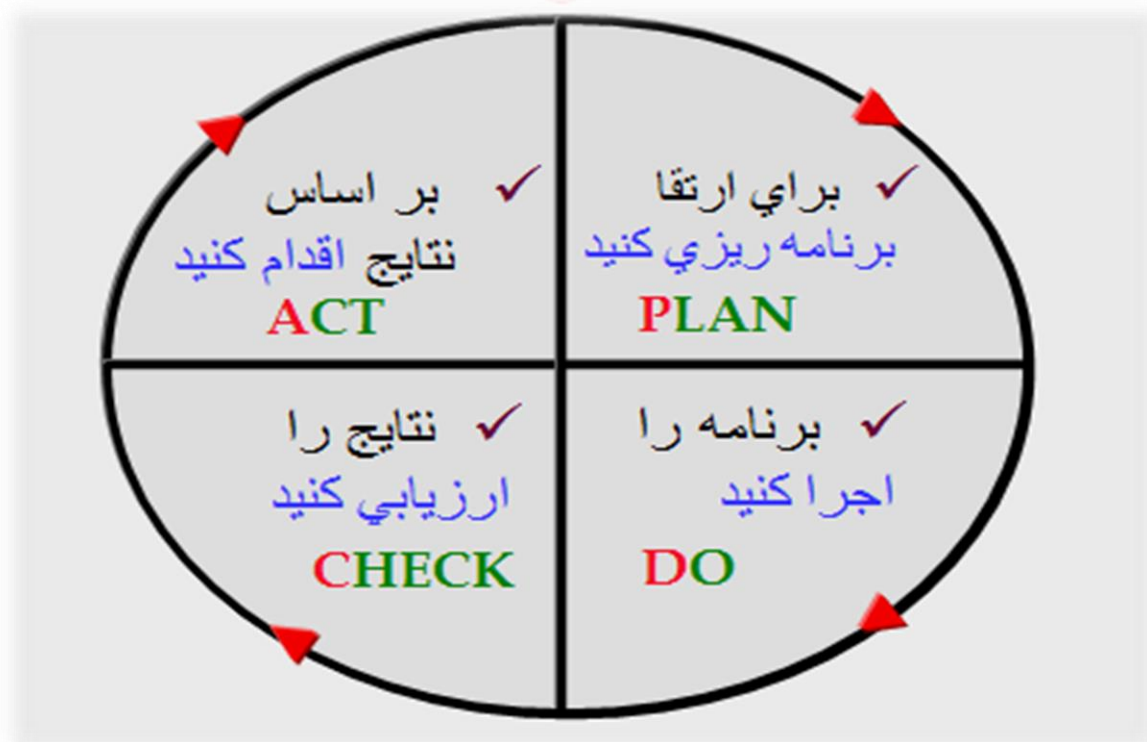 ✓ براي ارتقا
برنامه ريزي كنيد
PLAN
✓ برنامه را
اجرا كنيد
DO
✓ نتايج را
ارزيابي كنيد
CHECK
✓ بر اساس
نتايج اقدام كنيد
ACT